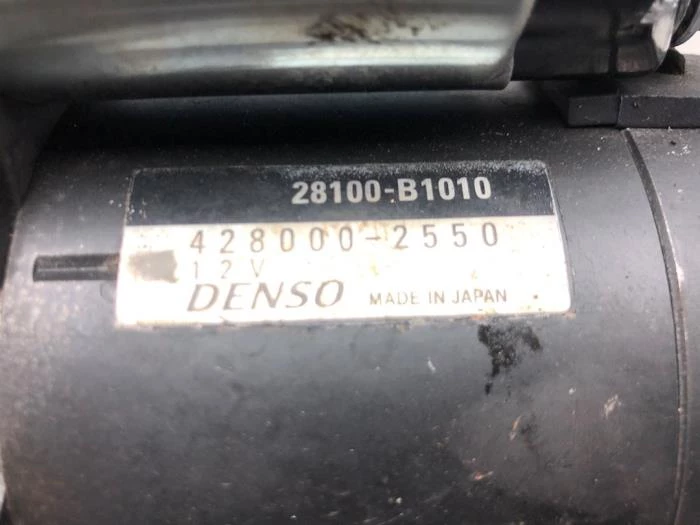 28100-B1010
428000-2550
12V
DENSO MADE IN JAPAN